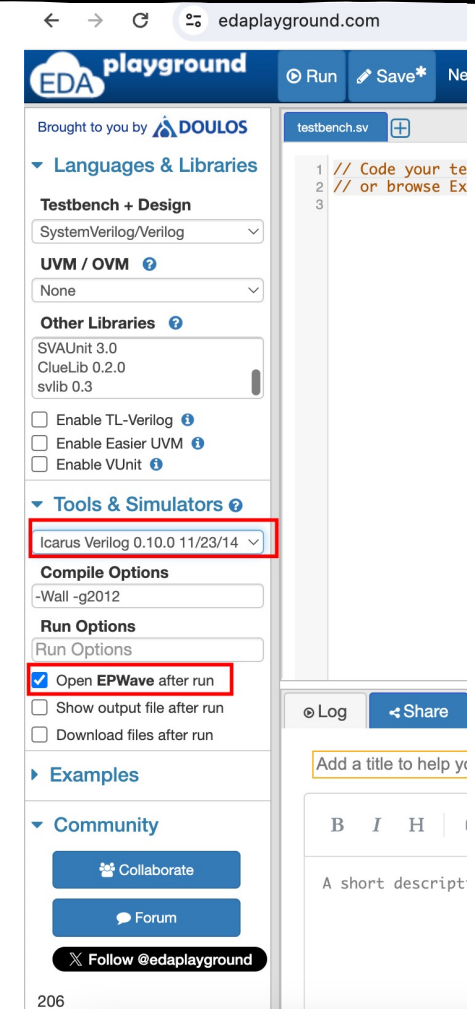 edaplayground.com
EDA playground
Run
Save*
Ne
Brought to you by DOULOS
Languages & Libraries
Testbench + Design
SystemVerilog/Verilog
UVM / OVM
None
Other Libraries
SVAUnit 3.0
ClueLib 0.2.0
svlib 0.3
Enable TL-Verilog
Enable Easier UVM
Enable VUnit
Tools & Simulators
Icarus Verilog 0.10.0 11/23/14
Compile Options
-Wall -g2012
Run Options
Run Options
Open EPWave after run
Show output file after run
Download files after run
Examples
Community
Collaborate
Forum
X Follow @edaplayground
206
testbench.sv
1 // Code your te
2 // or browse Ex
3
Log
Share
Add a title to help yo
B I H
A short descript